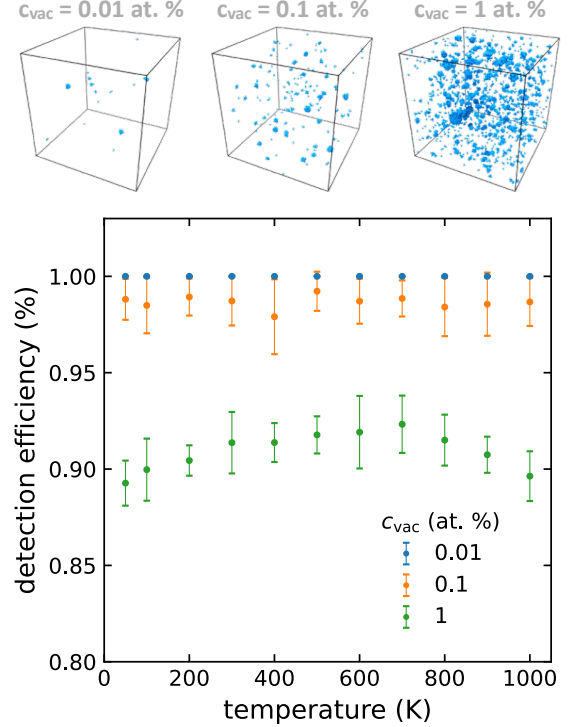 cvac = 0.01 at. % cvac = 0.1 at. % cvac = 1 at. %
detection efficiency (%)
1.00
0.95
0.90
0.85
0.80
cvac (at. %)
0.01
0.1
1
0 200 400 600 800 1000
temperature (K)